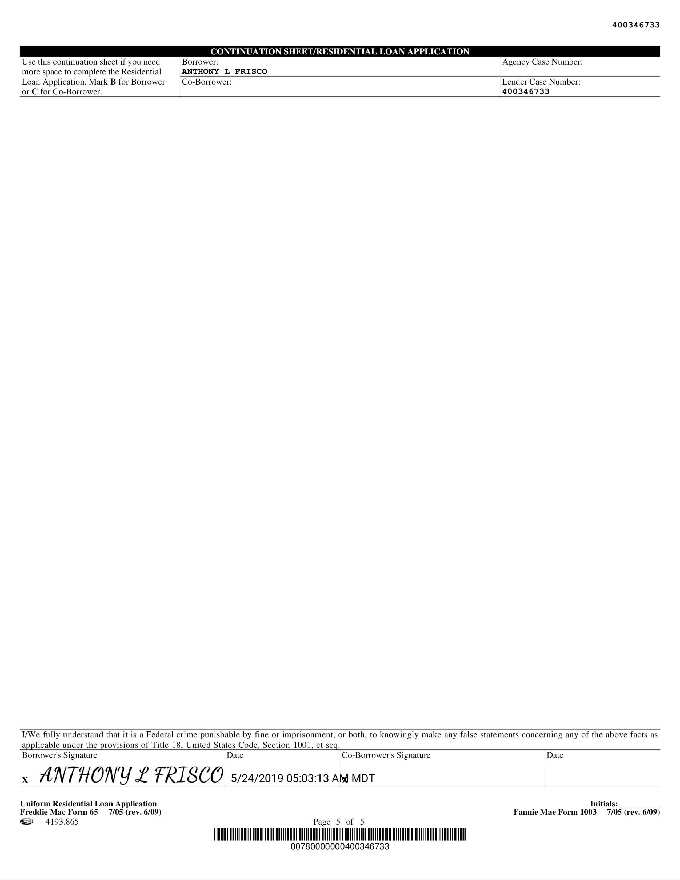 400346733
CONTINUATION SHEET/RESIDENTIAL LOAN APPLICATION
Use this continuation sheet if you need more space to complete the Residential Loan Application. Mark B for Borrower or C for Co-Borrower.
Borrower:
ANTHONY L FRISCO
Agency Case Number:
Co-Borrower:
Lender Case Number:
400346733
I/We fully understand that it is a Federal crime punishable by fine or imprisonment, or both, to knowingly make any false statements concerning any of the above facts as
applicable under the provisions of Title 18, United States Code, Section 1001, et seq.
Borrower's Signature Date Co-Borrower's Signature Date
X ANTHONY L FRISCO 5/24/2019 05:03:13 AM MDT
Uniform Residential Loan Application Initials:
Freddie Mac Form 65 7/05 (rev. 6/09) Fannie Mae Form 1003 7/05 (rev. 6/09)
4193.865 Page 5 of 5
0078000000400346733